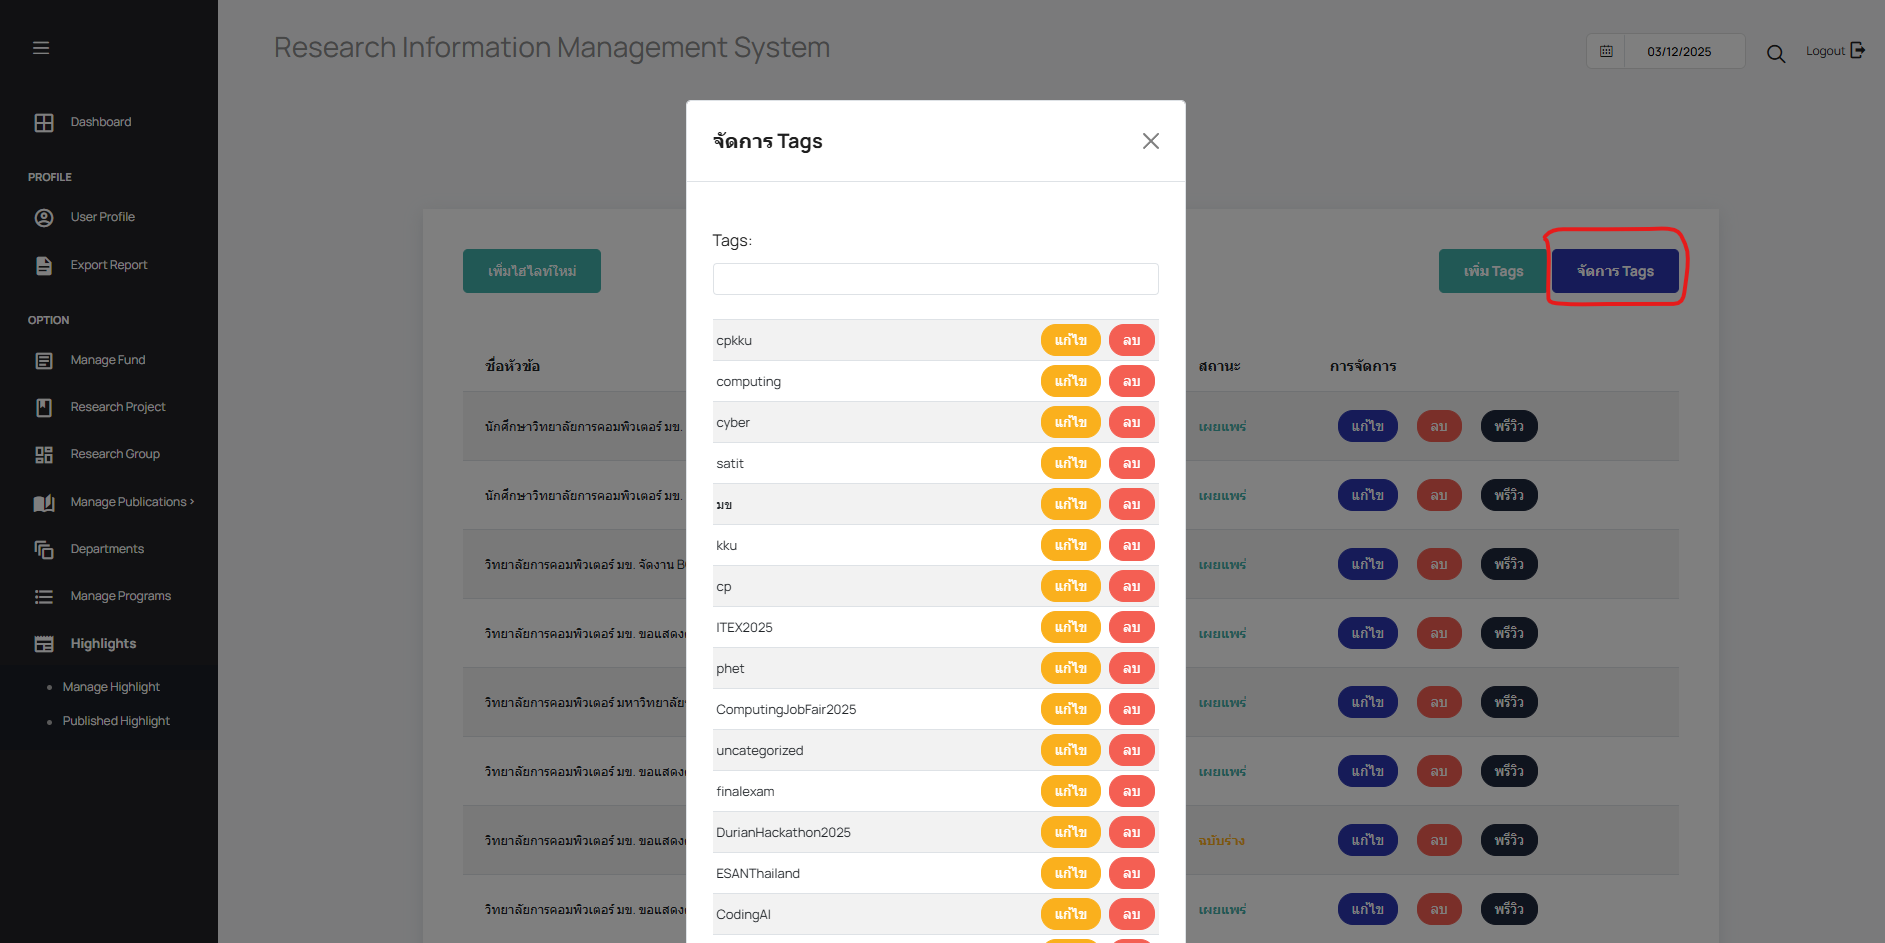 Research Information Management System
03/12/2025
Logout
Dashboard
PROFILE
User Profile
Export Report
OPTION
Manage Fund
Research Project
Research Group
Manage Publications
Departments
Manage Programs
Highlights
Manage Highlight
Published Highlight
เพิ่มไฮไลท์ใหม่
เพิ่ม Tags
จัดการ Tags
ชื่อหัวข้อ
สถานะ
การจัดการ
นักศึกษาวิทยาลัยการคอมพิวเตอร์ มข.
เผยแพร่
แก้ไข
ลบ
พรีวิว
นักศึกษาวิทยาลัยการคอมพิวเตอร์ มข.
เผยแพร่
แก้ไข
ลบ
พรีวิว
วิทยาลัยการคอมพิวเตอร์ มข. จัดงาน
เผยแพร่
แก้ไข
ลบ
พรีวิว
วิทยาลัยการคอมพิวเตอร์ มข. ขอแสดง
เผยแพร่
แก้ไข
ลบ
พรีวิว
วิทยาลัยการคอมพิวเตอร์ มหาวิทยาลัย
เผยแพร่
แก้ไข
ลบ
พรีวิว
วิทยาลัยการคอมพิวเตอร์ มข. ขอแสดง
เผยแพร่
แก้ไข
ลบ
พรีวิว
วิทยาลัยการคอมพิวเตอร์ มข. ขอแสดง
ฉบับร่าง
แก้ไข
ลบ
พรีวิว
วิทยาลัยการคอมพิวเตอร์ มข. ขอแสดง
เผยแพร่
แก้ไข
ลบ
พรีวิว
จัดการ Tags
Tags:
cpkku แก้ไข ลบ
computing แก้ไข ลบ
cyber แก้ไข ลบ
satit แก้ไข ลบ
มข แก้ไข ลบ
kku แก้ไข ลบ
cp แก้ไข ลบ
ITEX2025 แก้ไข ลบ
phet แก้ไข ลบ
ComputingJobFair2025 แก้ไข ลบ
uncategorized แก้ไข ลบ
finalexam แก้ไข ลบ
DurianHackathon2025 แก้ไข ลบ
ESANThailand แก้ไข ลบ
CodingAI แก้ไข ลบ